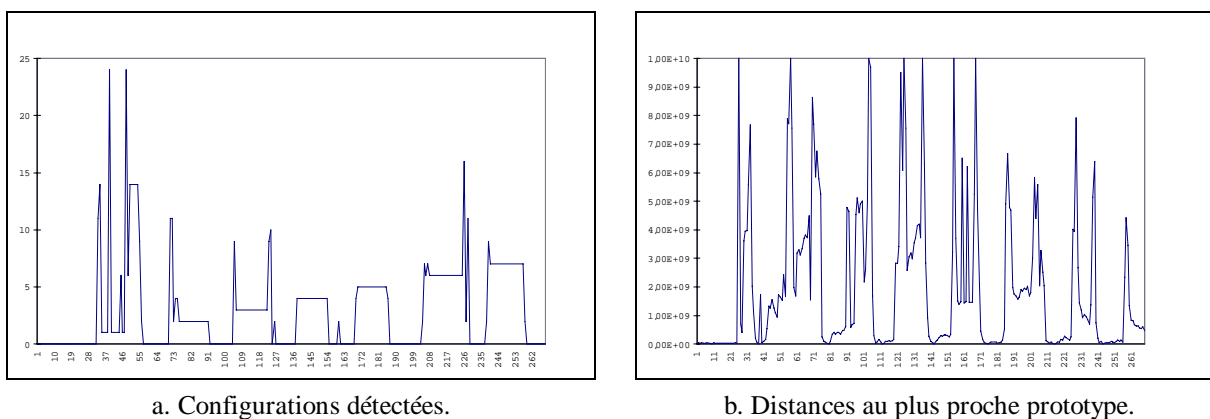 25
20
15
10
5
0
1 10 19 28 37 46 55 64 73 82 91 100 109 118 127 136 145 154 163 172 181 190 199 208 217 226 235 244 253 262
a. Configurations détectées.
1,00E+10
9,00E+09
8,00E+09
7,00E+09
6,00E+09
5,00E+09
4,00E+09
3,00E+09
2,00E+09
1,00E+09
0,00E+00
1 11 21 31 41 51 61 71 81 91 101 111 121 131 141 151 161 171 181 191 201 211 221 231 241 251 261
b. Distances au plus proche prototype.